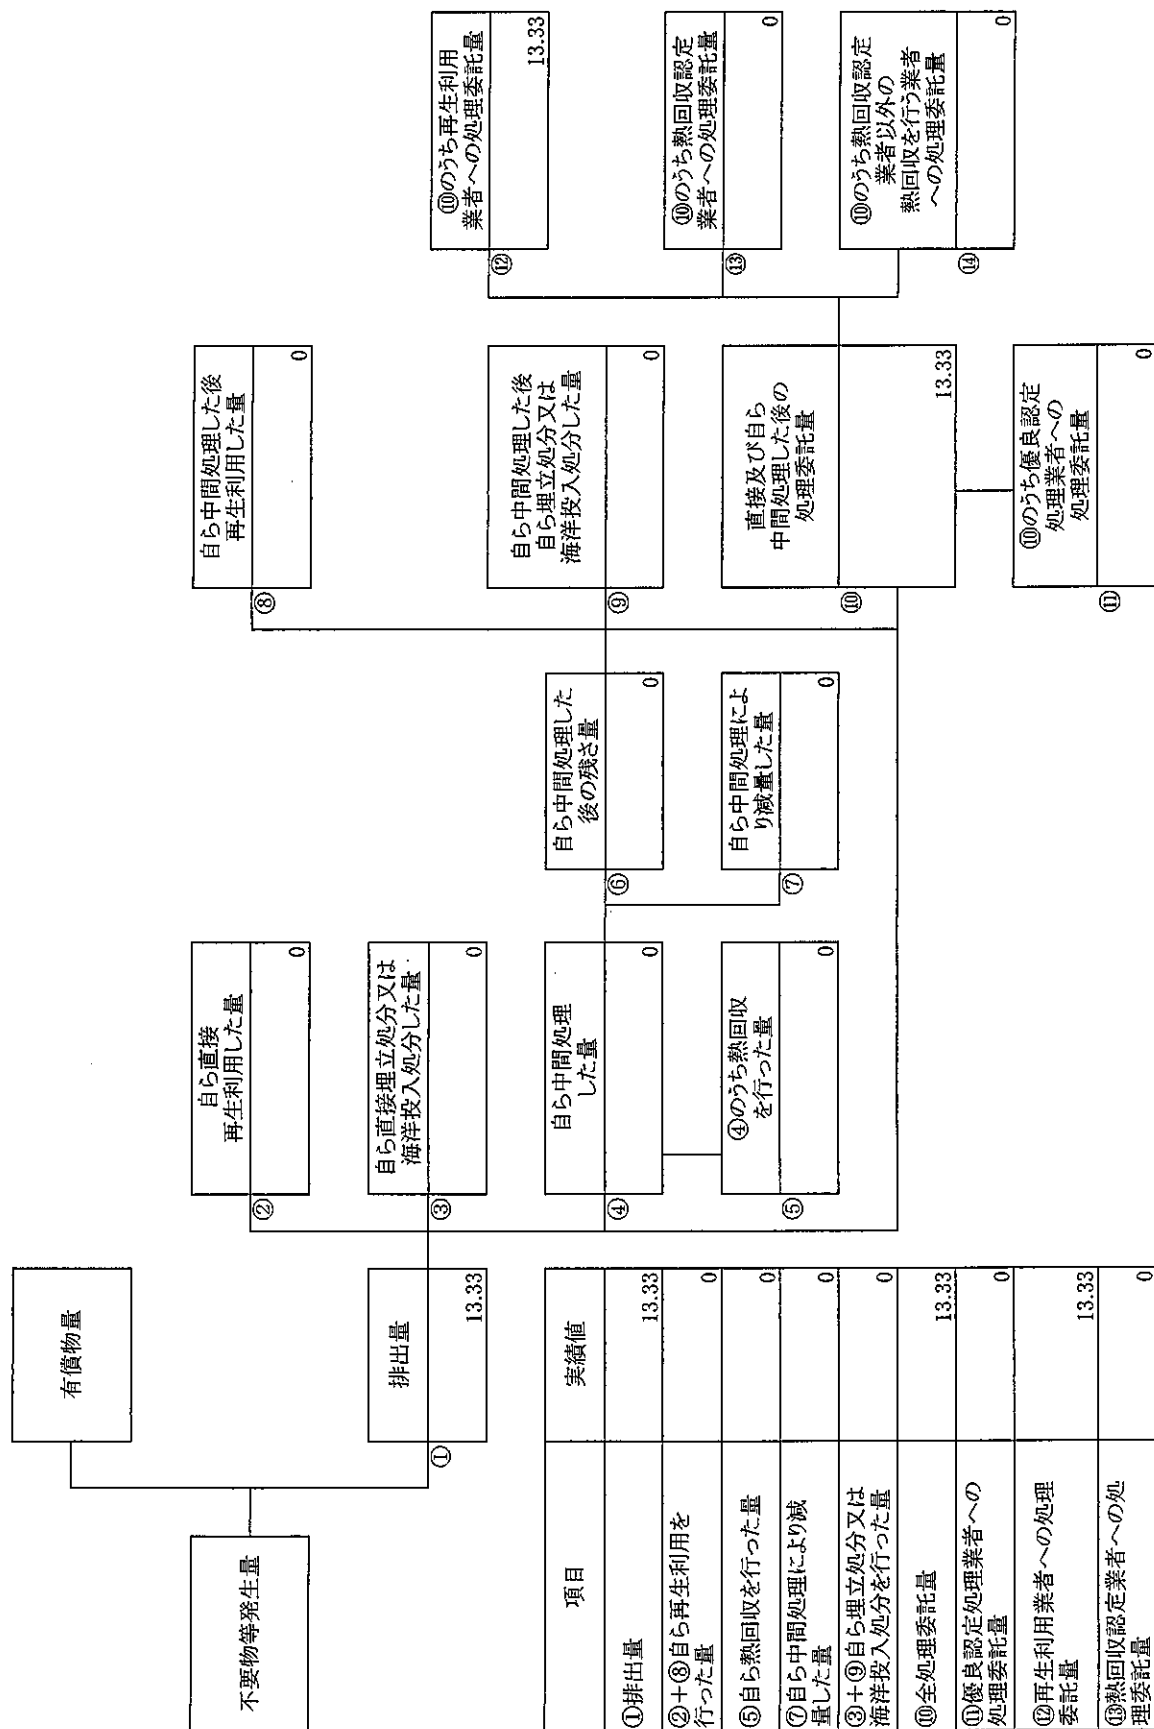 不要物等発生量
有償物量
①
排出量
13.33
②
自ら直接
再生利用した量
0
③
自ら直接埋立処分又は
海洋投入処分した量
0
④
自ら中間処理
した量
0
⑤
④のうち熱回収
を行った量
0
⑥
自ら中間処理した
後の残さ量
0
⑦
自ら中間処理によ
り減量した量
0
⑧
自ら中間処理した後
再生利用した量
0
⑨
自ら中間処理した後
自ら埋立処分又は
海洋投入処分した量
0
⑩
直接及び自ら
中間処理した後の
処理委託量
13.33
⑪
⑩のうち優良認定
処理業者への
処理委託量
0
⑫
⑩のうち再生利用
業者への処理委託量
13.33
⑬
⑩のうち熱回収認定
業者への処理委託量
0
⑭
⑩のうち熱回収認定
業者以外の
熱回収を行う業者
への処理委託量
0
項目 実績値
①排出量 13.33
②+⑧自ら再生利用を
行った量 0
⑤自ら熱回収を行った量 0
⑦自ら中間処理により減
量した量 0
③+⑨自ら埋立処分又は
海洋投入処分を行った量 0
⑩全処理委託量 13.33
⑪優良認定処理業者への
処理委託量 0
⑫再生利用業者への処理
委託量 13.33
⑬熱回収認定業者への処
理委託量 0